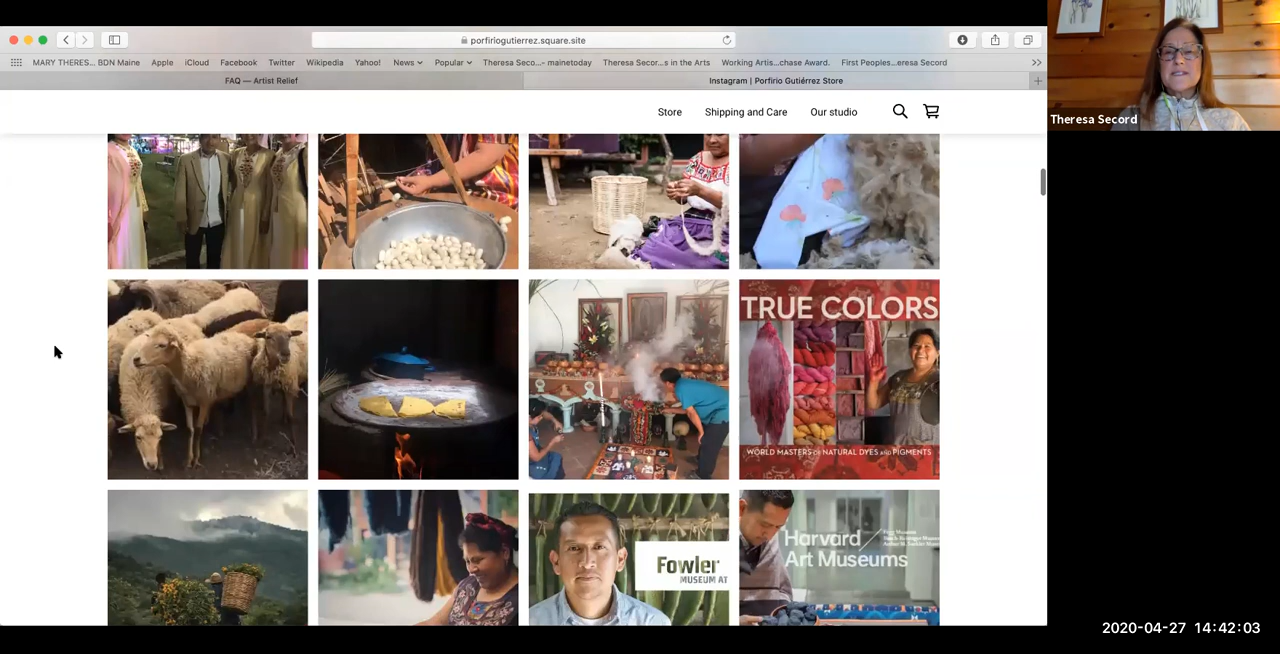 porfiriogutierrez.square.site
MARY THERES... BDN Maine Apple iCloud Facebook Twitter Wikipedia Yahoo! News Popular Theresa Seco...- mainetoday Theresa Secor...s in the Arts Working Artis...chase Award. First Peoples...eresa Secord
FAQ — Artist Relief Instagram | Porfirio Gutiérrez Store
Store Shipping and Care Our studio
Theresa Secord
TRUE COLORS
WORLD MASTERS OF NATURAL DYES AND PIGMENTS
Fowler
MUSEUM AT
Harvard
Art Museums
2020-04-27 14:42:03